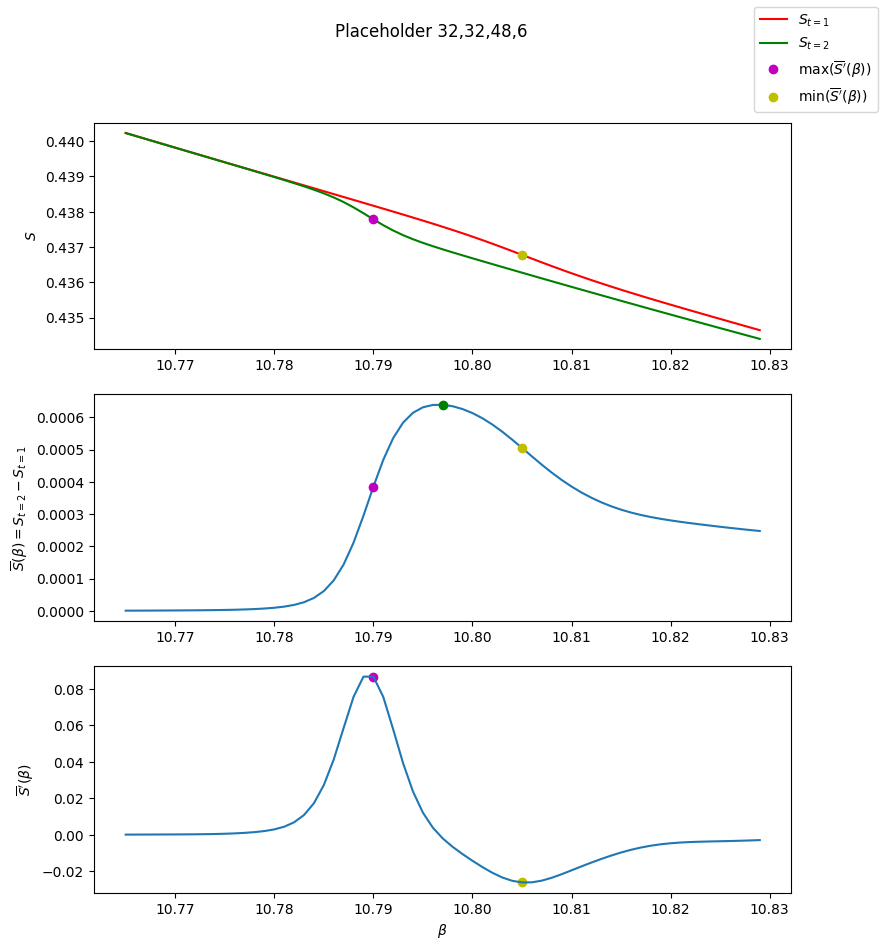 Placeholder 32,32,48,6
S_{t=1}
S_{t=2}
max(S̅′(β))
min(S̅′(β))
0.440
0.439
0.438
0.437
0.436
0.435
S
10.77 10.78 10.79 10.80 10.81 10.82 10.83
0.0006
0.0005
0.0004
0.0003
0.0002
0.0001
0.0000
S̅(β) = S_{t=2} − S_{t=1}
10.77 10.78 10.79 10.80 10.81 10.82 10.83
0.08
0.06
0.04
0.02
0.00
−0.02
S̅′(β)
10.77 10.78 10.79 10.80 10.81 10.82 10.83
β